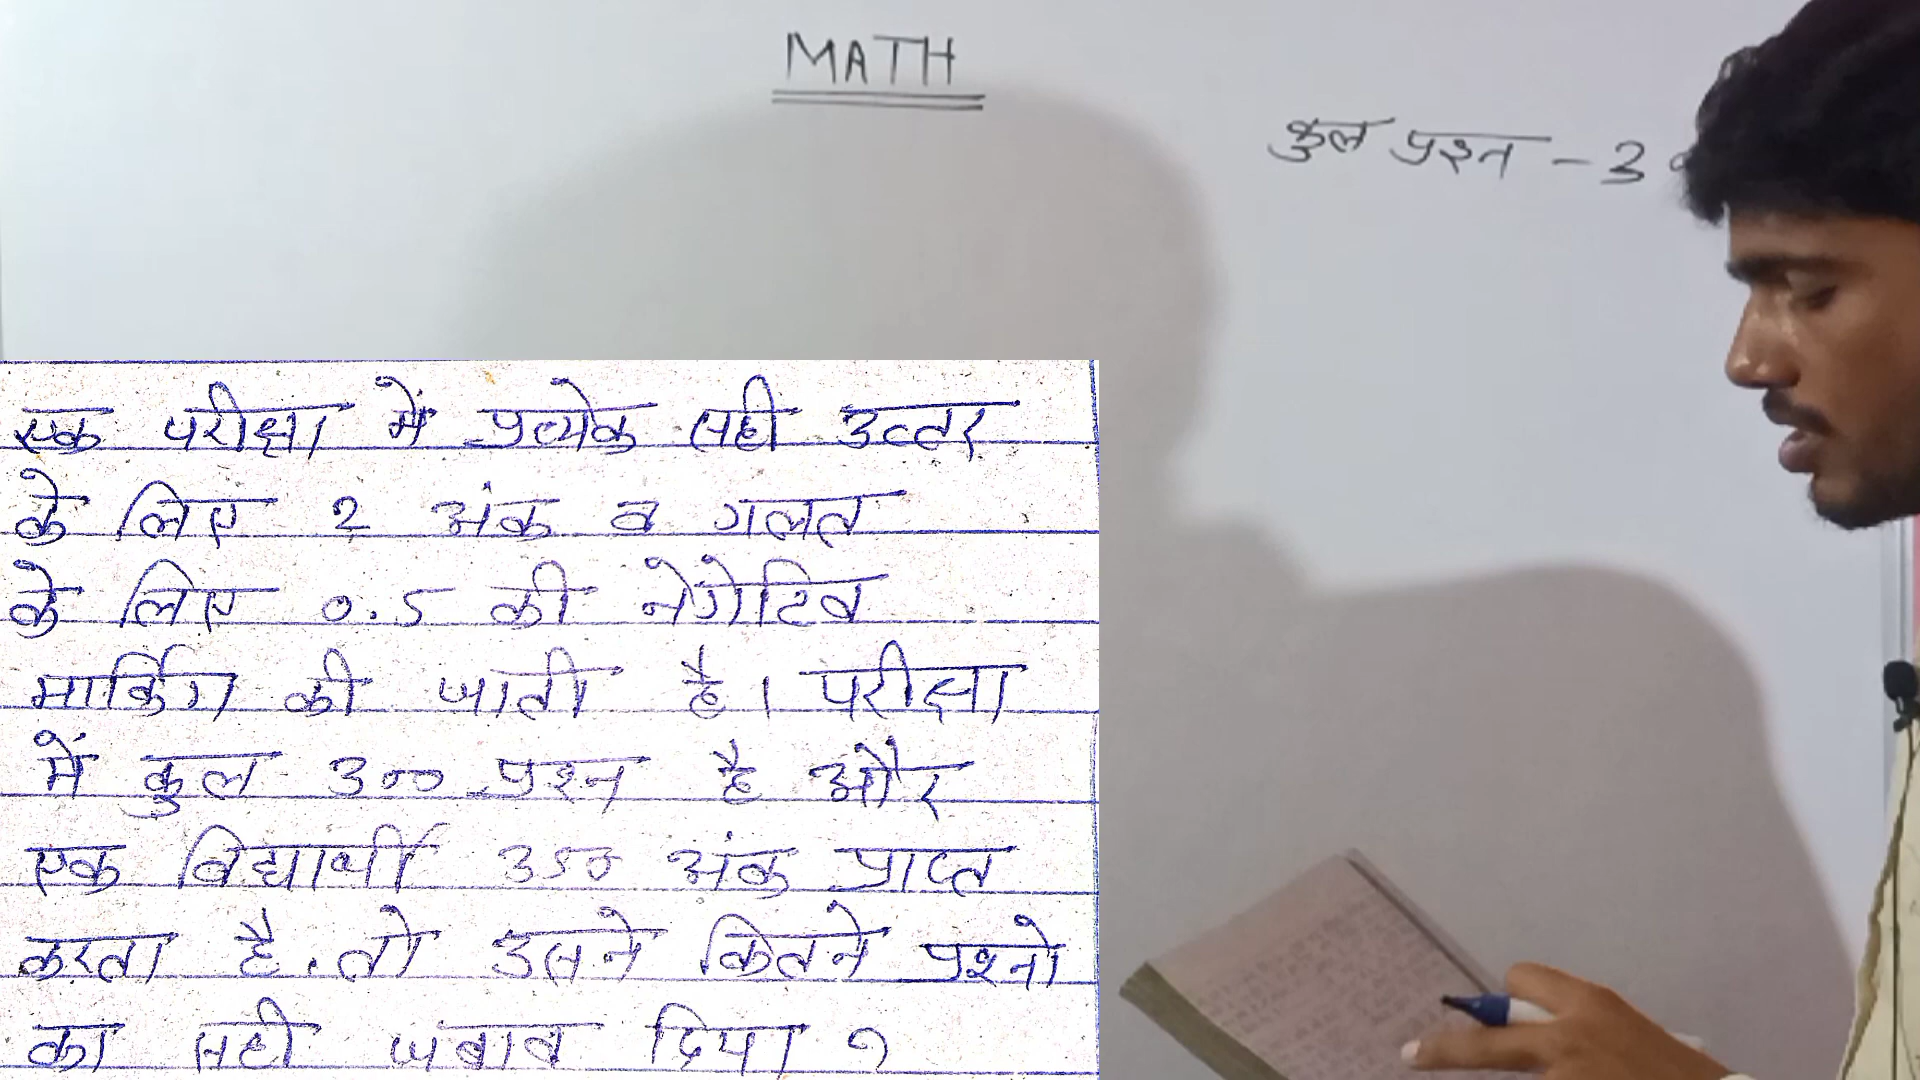 MATH
कुल प्रश्न - 3
एक परीक्षा में प्रत्येक सही उत्तर
के लिए 2 अंक व गलत
के लिए 0.5 की नेगेटिव
मार्किंग की जाती है। परीक्षा
में कुल 300 प्रश्न है और
एक विद्यार्थी 350 अंक प्राप्त
करता है. तो उसने कितने प्रश्नो
का सही जबाब दिया ?